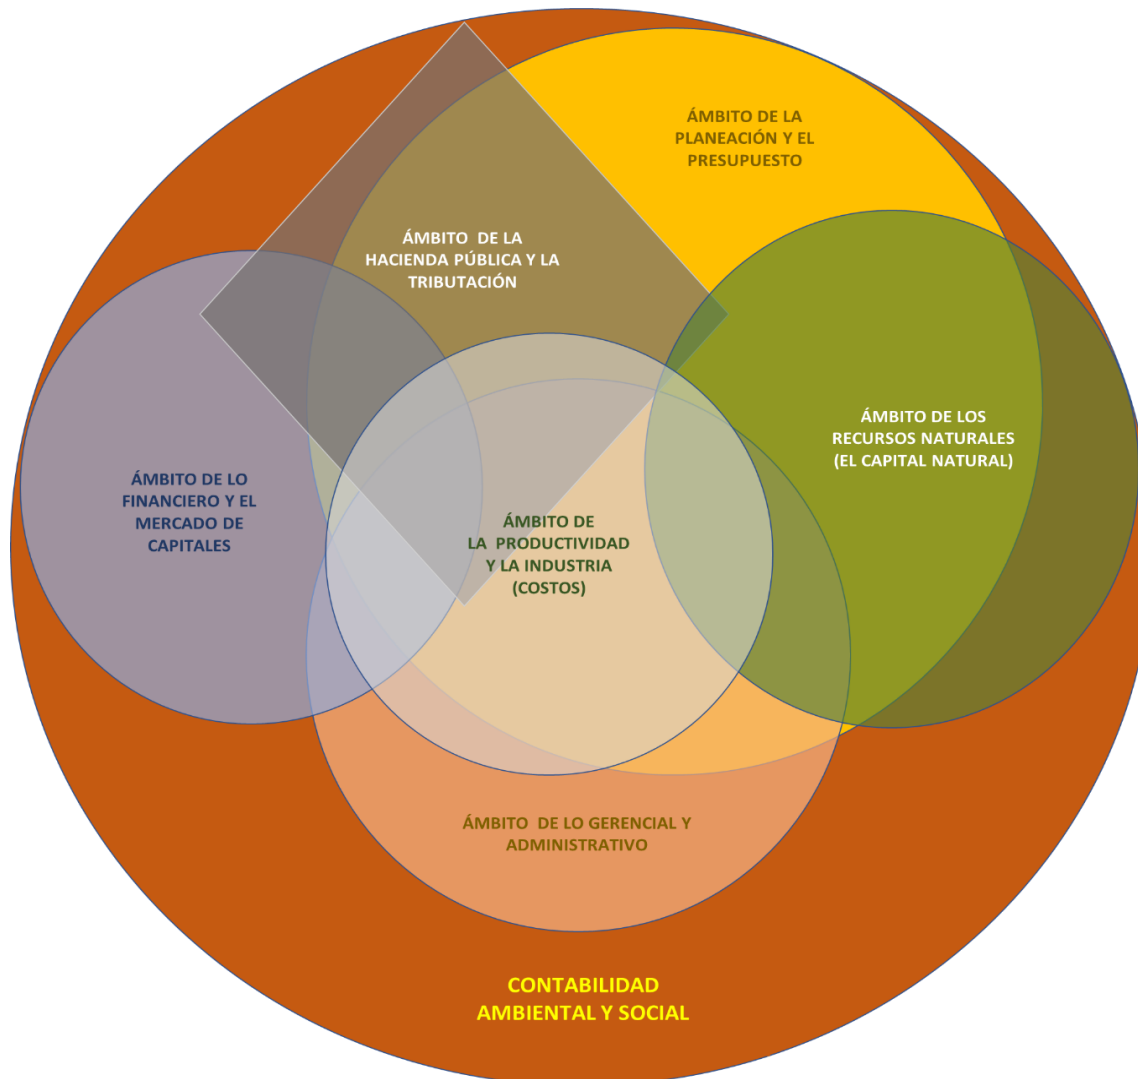 ÁMBITO DE LA
PLANEACIÓN Y EL
PRESUPUESTO
ÁMBITO DE LA
HACIENDA PÚBLICA Y LA
TRIBUTACIÓN
ÁMBITO DE LOS
RECURSOS NATURALES
(EL CAPITAL NATURAL)
ÁMBITO DE LO
FINANCIERO Y EL
MERCADO DE
CAPITALES
ÁMBITO DE
LA PRODUCTIVIDAD
Y LA INDUSTRIA
(COSTOS)
ÁMBITO DE LO GERENCIAL Y
ADMINISTRATIVO
CONTABILIDAD
AMBIENTAL Y SOCIAL